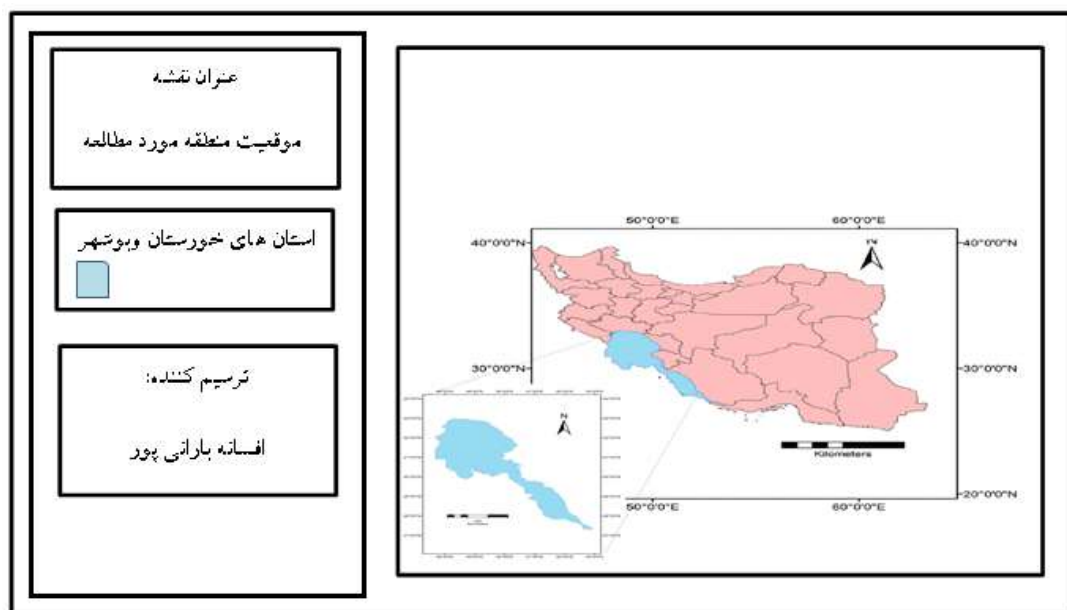 عنوان نقشه
موقعیت منطقه مورد مطالعه
استان های خورستان وبوشهر
ترسیم کننده:
افسانه بارانی پور
50°0'0"E 60°0'0"E
40°0'0"N 40°0'0"N
N
30°0'0"N 30°0'0"N
N
Kilometers
20°0'0"N
50°0'0"E 60°0'0"E